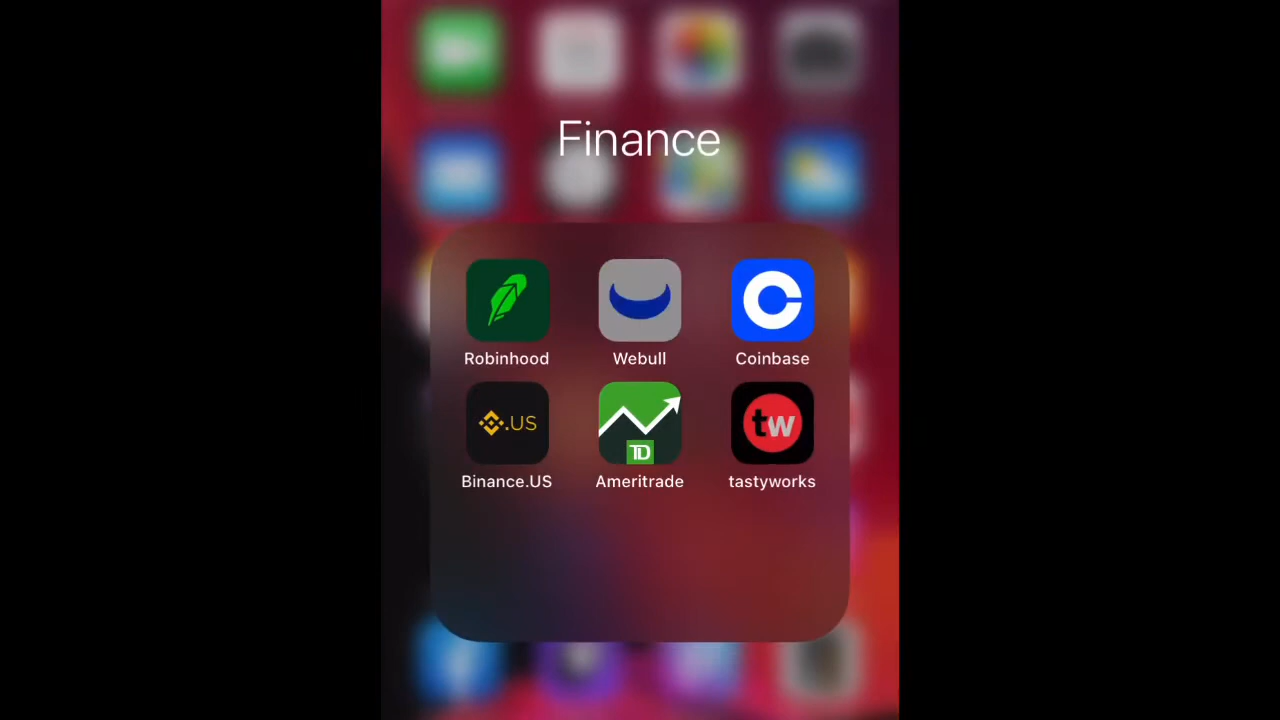 Finance
Robinhood Webull Coinbase
.US TD tw
Binance.US Ameritrade tastyworks